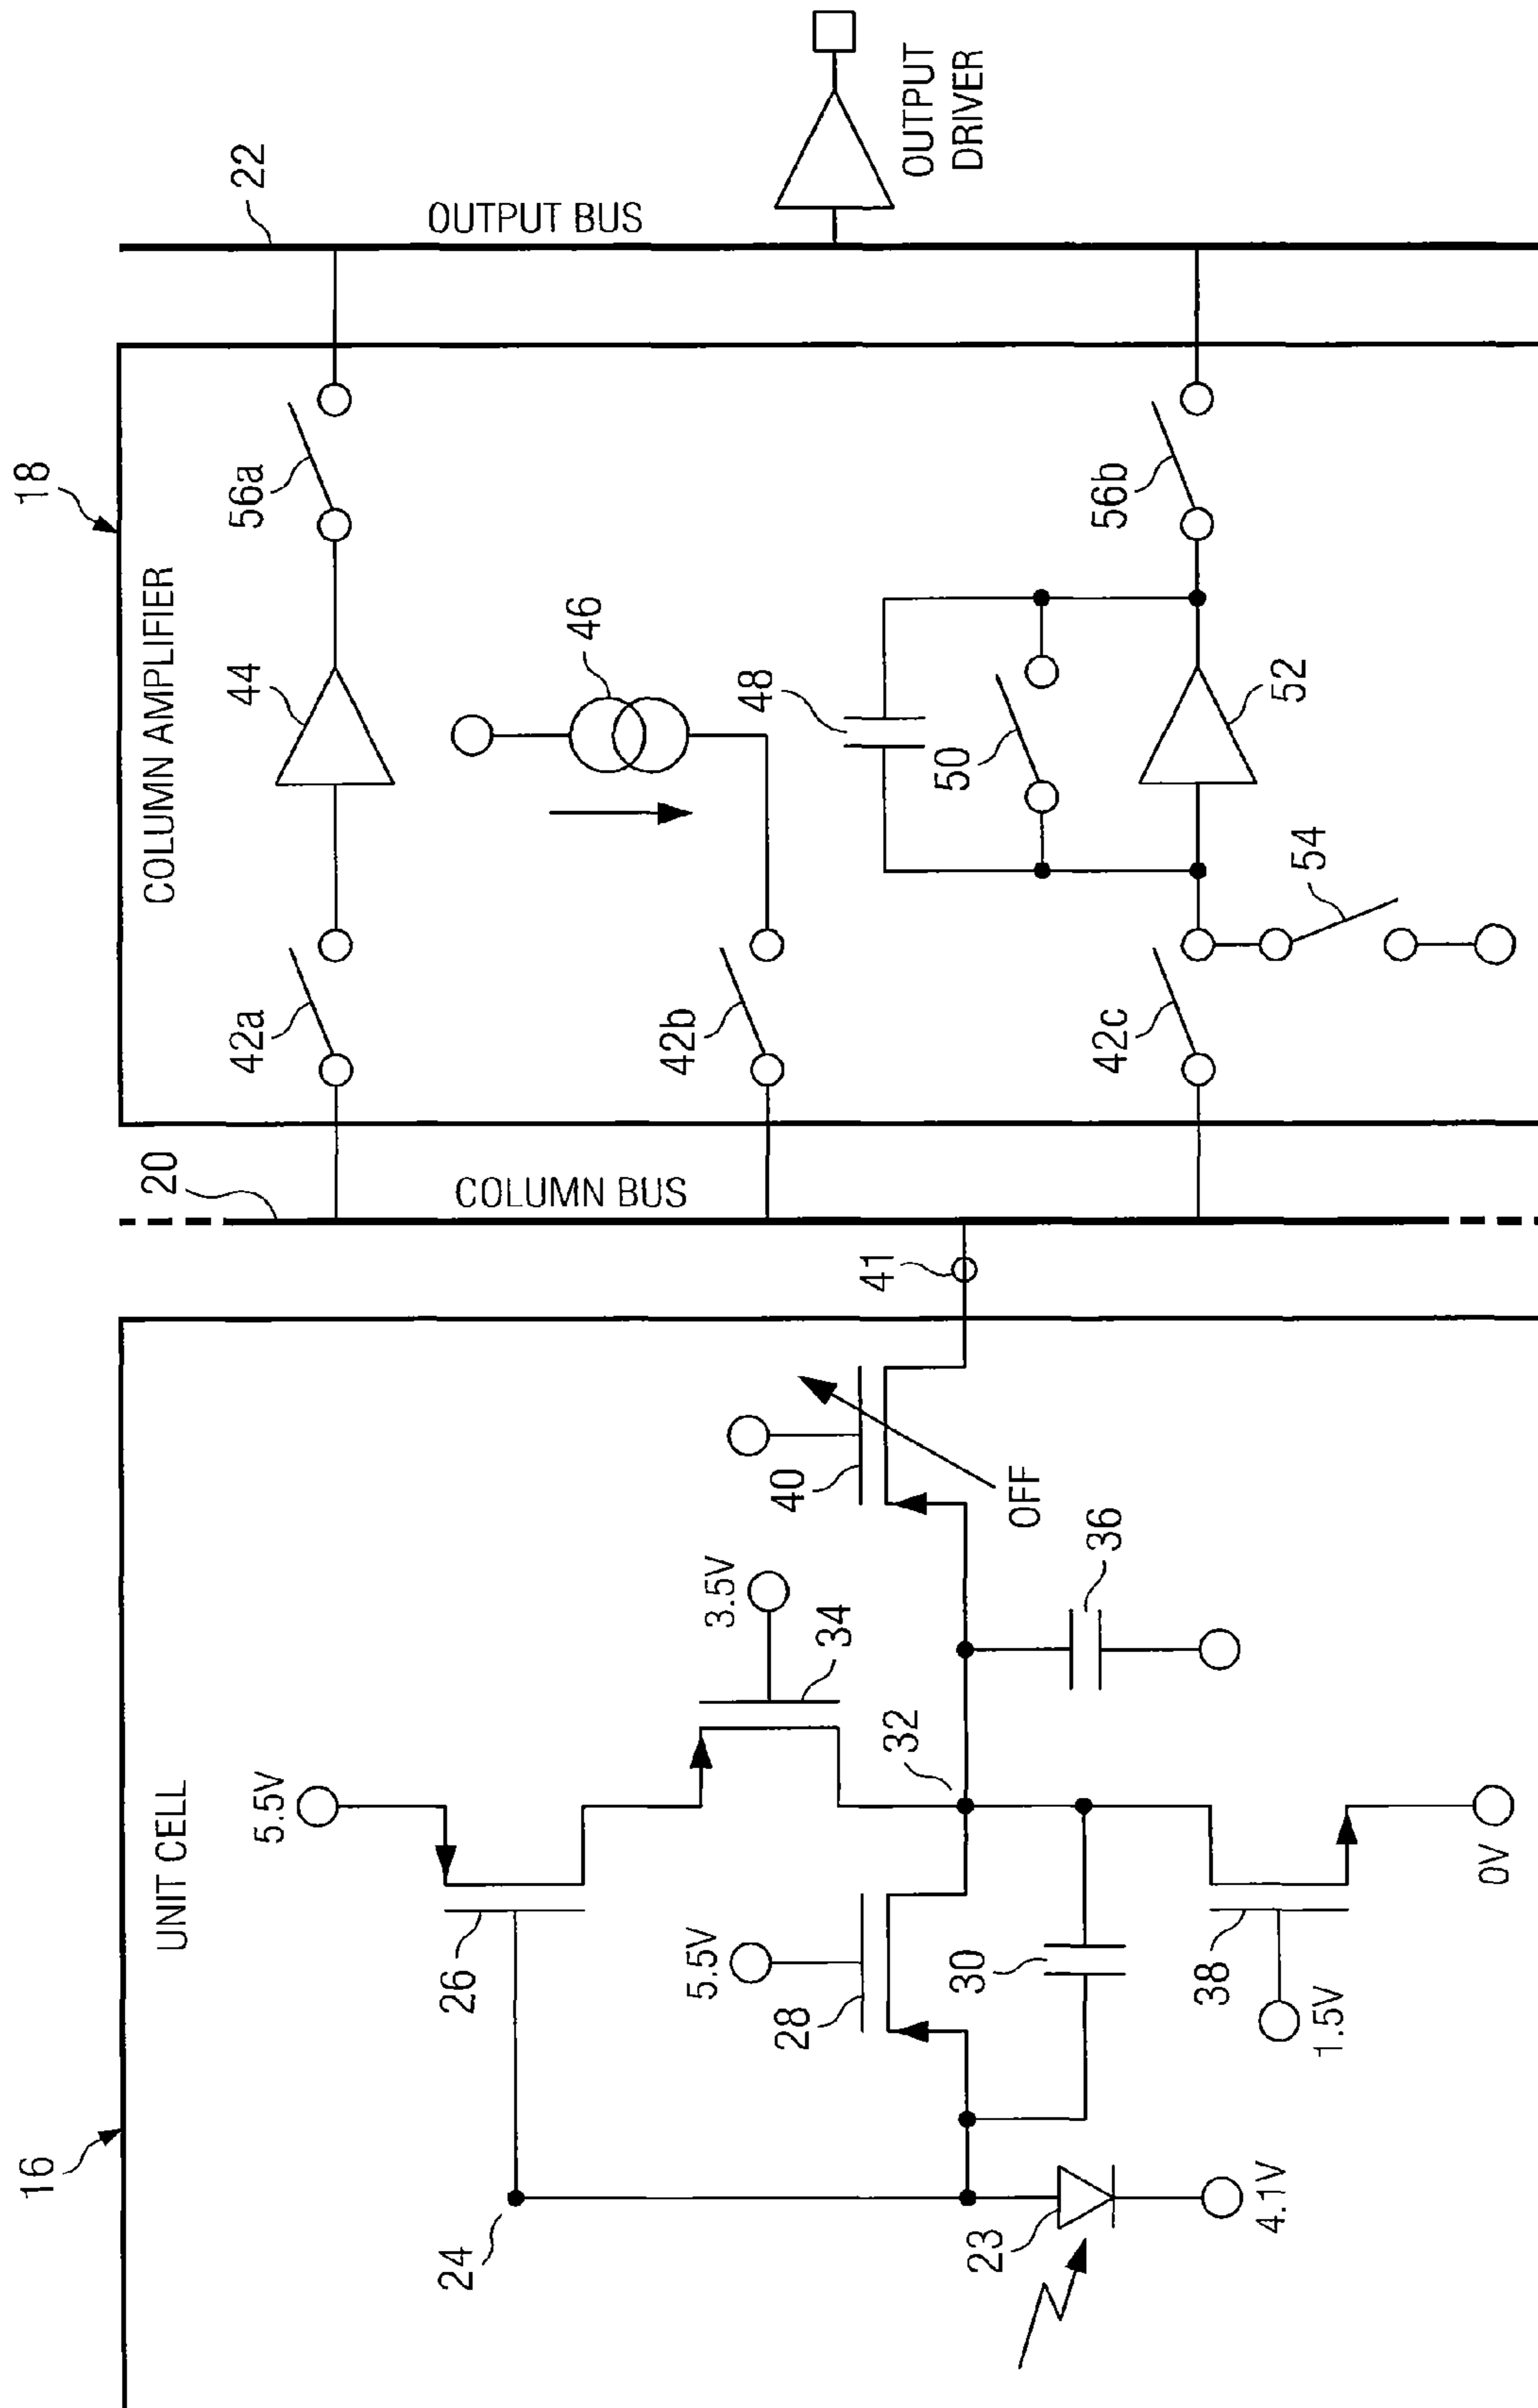 16
UNIT CELL
5.5V
26
24
3.5V
34
5.5V
28
32
40
OFF
30
36
23
4.1V
38
1.5V
0V
20
COLUMN BUS
41
18
COLUMN AMPLIFIER
42a
44
56a
46
42b
48
50
42c
52
54
56b
22
OUTPUT BUS
OUTPUT
DRIVER